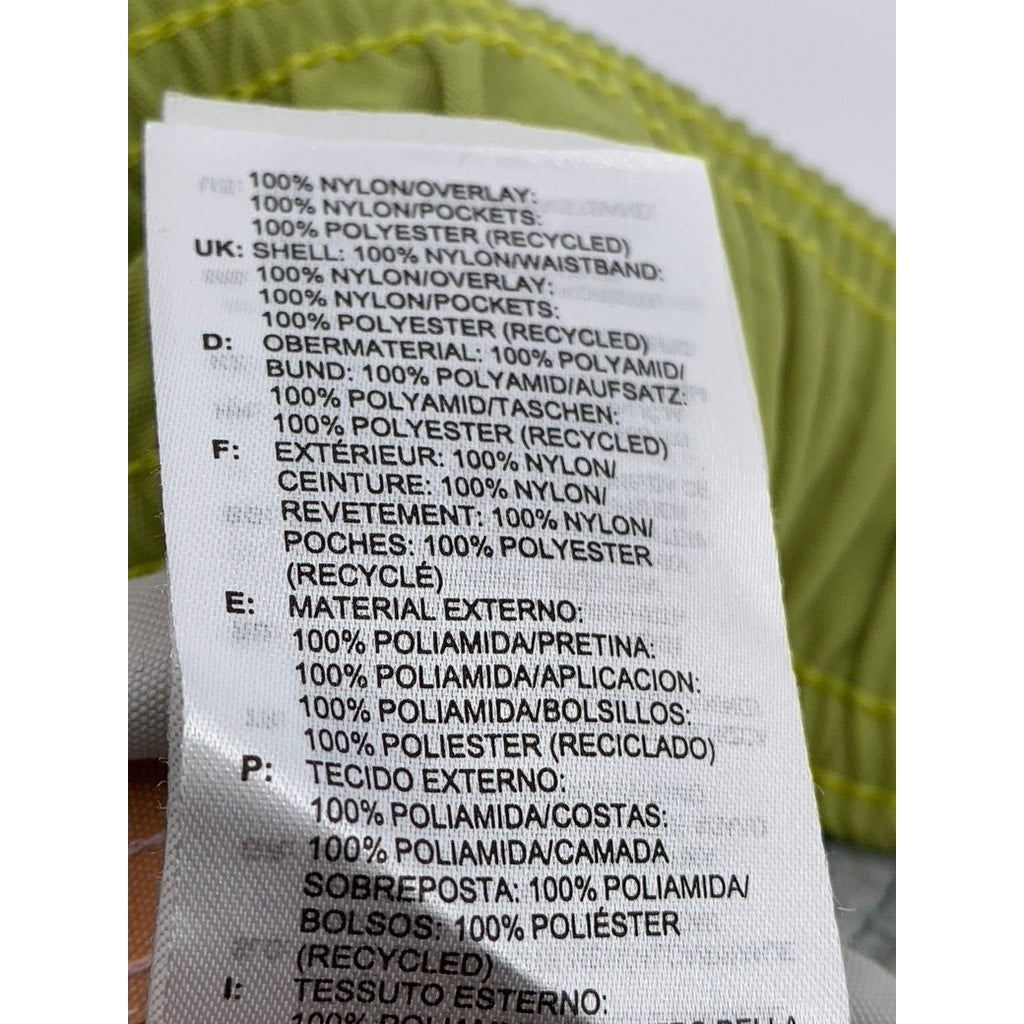 100% NYLON/OVERLAY:
100% NYLON/POCKETS:
100% POLYESTER (RECYCLED)
UK: SHELL: 100% NYLON/WAISTBAND:
100% NYLON/OVERLAY:
100% NYLON/POCKETS:
100% POLYESTER (RECYCLED)
D: OBERMATERIAL: 100% POLYAMID/
BUND: 100% POLYAMID/AUFSATZ:
100% POLYAMID/TASCHEN:
100% POLYESTER (RECYCLED)
F: EXTÉRIEUR: 100% NYLON/
CEINTURE: 100% NYLON/
REVETEMENT: 100% NYLON/
POCHES: 100% POLYESTER
(RECYCLÉ)
E: MATERIAL EXTERNO:
100% POLIAMIDA/PRETINA:
100% POLIAMIDA/APLICACION:
100% POLIAMIDA/BOLSILLOS:
100% POLIESTER (RECICLADO)
P: TECIDO EXTERNO:
100% POLIAMIDA/COSTAS:
100% POLIAMIDA/CAMADA
SOBREPOSTA: 100% POLIAMIDA/
BOLSOS: 100% POLIÉSTER
(RECYCLED)
I: TESSUTO ESTERNO:
100%